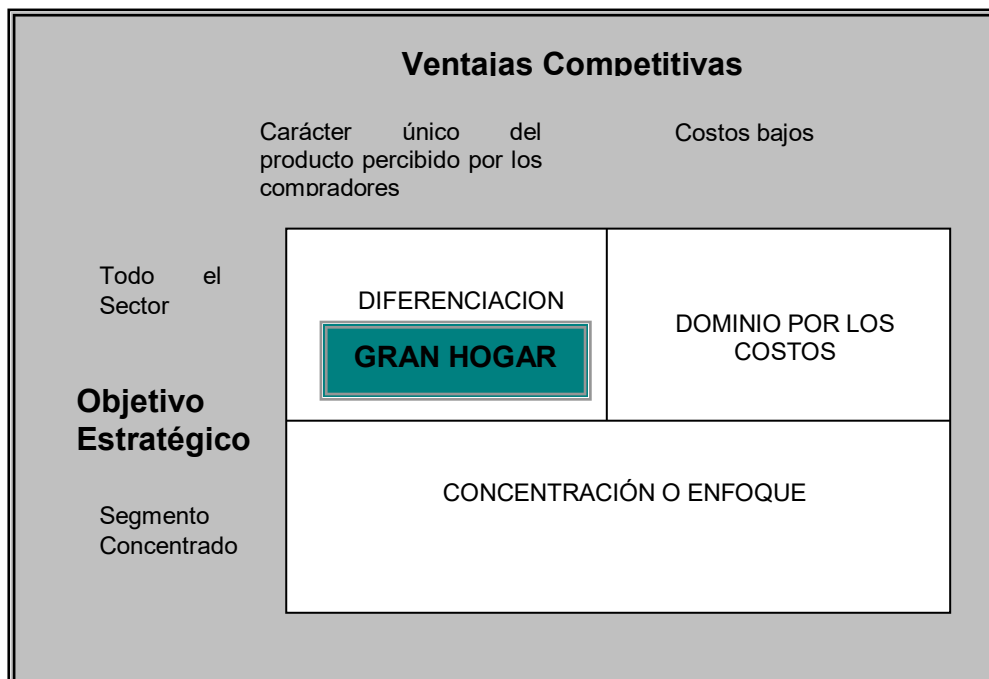 Ventajas Competitivas
Carácter único del
producto percibido por los
compradores
Costos bajos
Todo el
Sector
DIFERENCIACION
GRAN HOGAR
DOMINIO POR LOS
COSTOS
Objetivo
Estratégico
CONCENTRACIÓN O ENFOQUE
Segmento
Concentrado